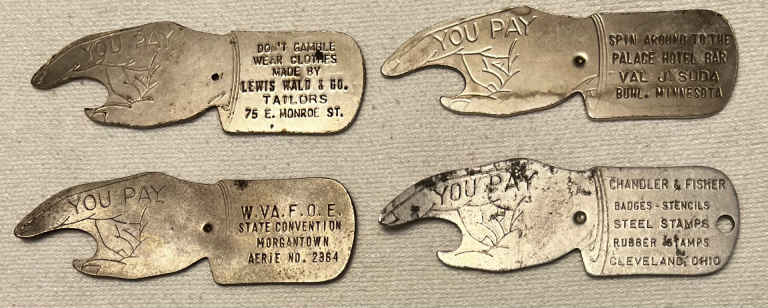 YOU PAY
DON'T GAMBLE
WEAR CLOTHES
MADE BY
LEWIS WALD & CO.
TAILORS
75 E. MONROE ST.
YOU PAY
SPIN AROUND TO THE
PALACE HOTEL BAR
VAL J. SODA
BUHL, MINNESOTA
YOU PAY
W.VA. F.O.E.
STATE CONVENTION
MORGANTOWN
AERIE NO. 2364
YOU PAY
CHANDLER & FISHER
BADGES - STENCILS
STEEL STAMPS
RUBBER STAMPS
CLEVELAND, OHIO